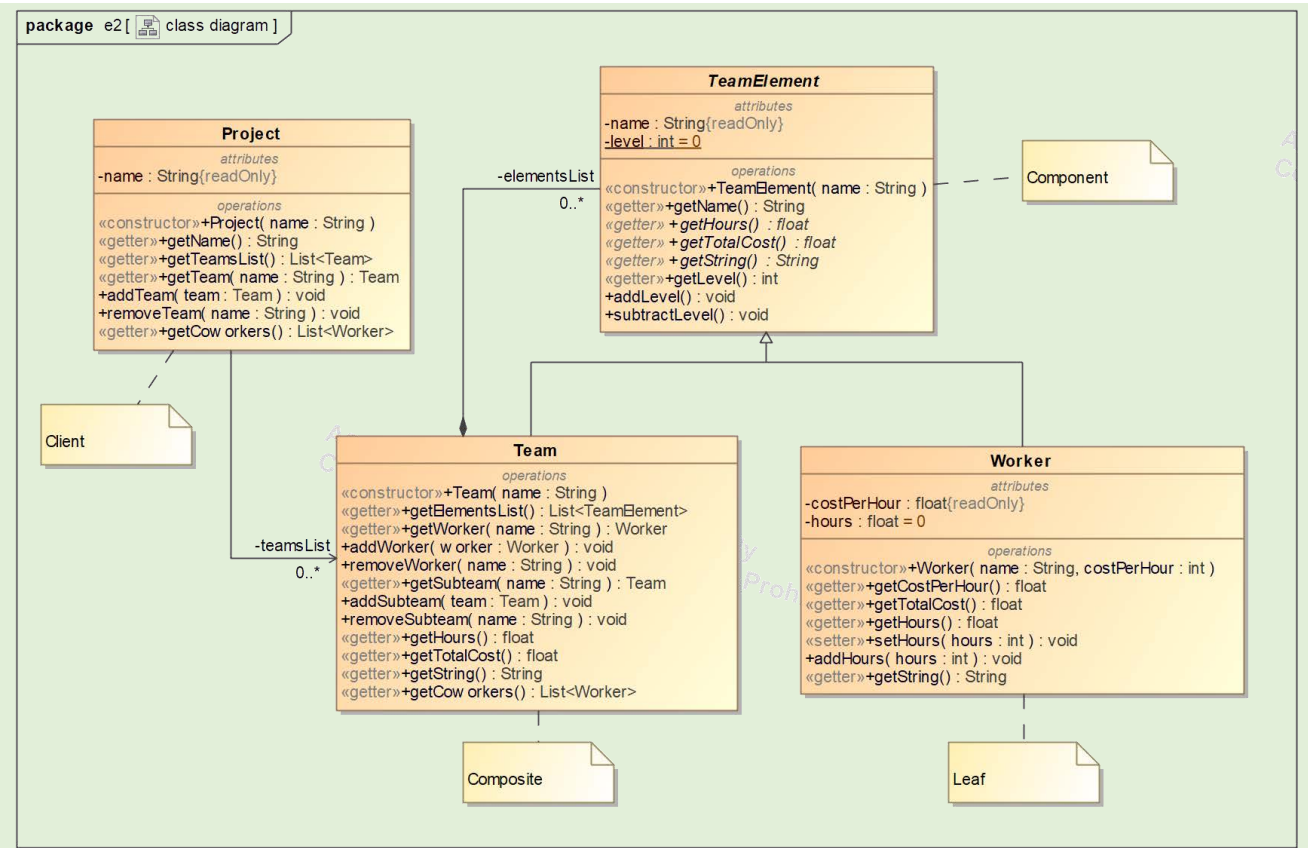 package e2 [ class diagram ]
Project
attributes
-name : String{readOnly}
operations
«constructor»+Project( name : String )
«getter»+getName() : String
«getter»+getTeamsList() : List<Team>
«getter»+getTeam( name : String ) : Team
+addTeam( team : Team ) : void
+removeTeam( name : String ) : void
«getter»+getCow orkers() : List<Worker>
Client
TeamElement
attributes
-name : String{readOnly}
-level : int = 0
operations
«constructor»+TeamElement( name : String )
«getter»+getName() : String
«getter» +getHours() : float
«getter» +getTotalCost() : float
«getter» +getString() : String
«getter»+getLevel() : int
+addLevel() : void
+subtractLevel() : void
Component
-elementsList
0..*
-teamsList
0..*
Team
operations
«constructor»+Team( name : String )
«getter»+getElementsList() : List<TeamElement>
«getter»+getWorker( name : String ) : Worker
+addWorker( w orker : Worker ) : void
+removeWorker( name : String ) : void
«getter»+getSubteam( name : String ) : Team
+addSubteam( team : Team ) : void
+removeSubteam( name : String ) : void
«getter»+getHours() : float
«getter»+getTotalCost() : float
«getter»+getString() : String
«getter»+getCow orkers() : List<Worker>
Composite
Worker
attributes
-costPerHour : float{readOnly}
-hours : float = 0
operations
«constructor»+Worker( name : String, costPerHour : int )
«getter»+getCostPerHour() : float
«getter»+getTotalCost() : float
«getter»+getHours() : float
«setter»+setHours( hours : int ) : void
+addHours( hours : int ) : void
«getter»+getString() : String
Leaf